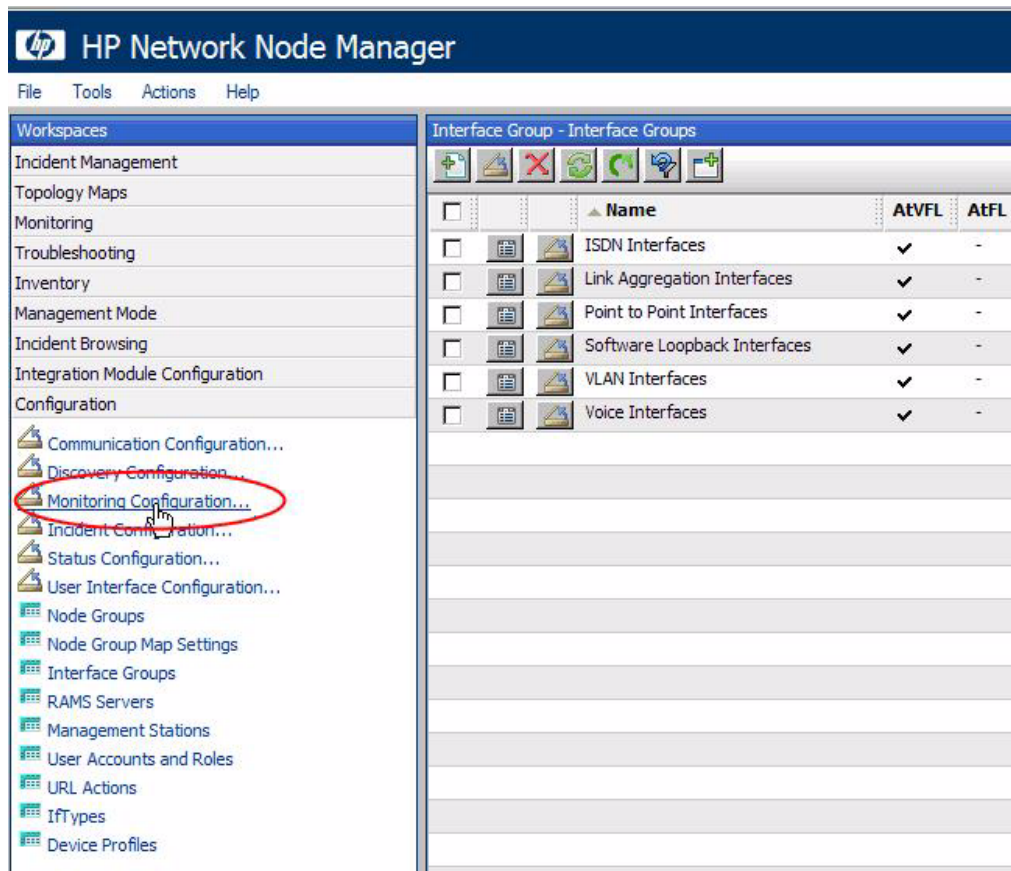 hp HP Network Node Manager
File Tools Actions Help
Workspaces
Incident Management
Topology Maps
Monitoring
Troubleshooting
Inventory
Management Mode
Incident Browsing
Integration Module Configuration
Configuration
Communication Configuration...
Discovery Configuration...
Monitoring Configuration...
Incident Configuration...
Status Configuration...
User Interface Configuration...
Node Groups
Node Group Map Settings
Interface Groups
RAMS Servers
Management Stations
User Accounts and Roles
URL Actions
IfTypes
Device Profiles
Interface Group - Interface Groups
Name AtVFL AtFL
ISDN Interfaces -
Link Aggregation Interfaces -
Point to Point Interfaces -
Software Loopback Interfaces -
VLAN Interfaces -
Voice Interfaces -